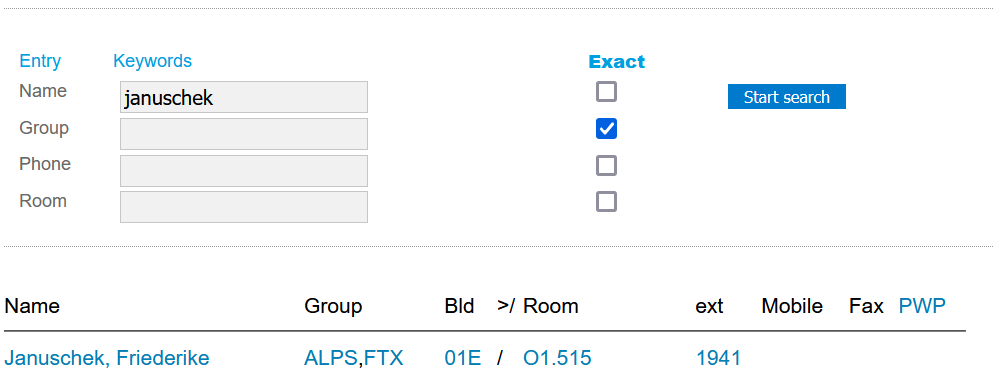 Entry Keywords Exact
Name januschek Start search
Group
Phone
Room
Name Group Bld >/ Room ext Mobile Fax PWP
Januschek, Friederike ALPS,FTX 01E / O1.515 1941